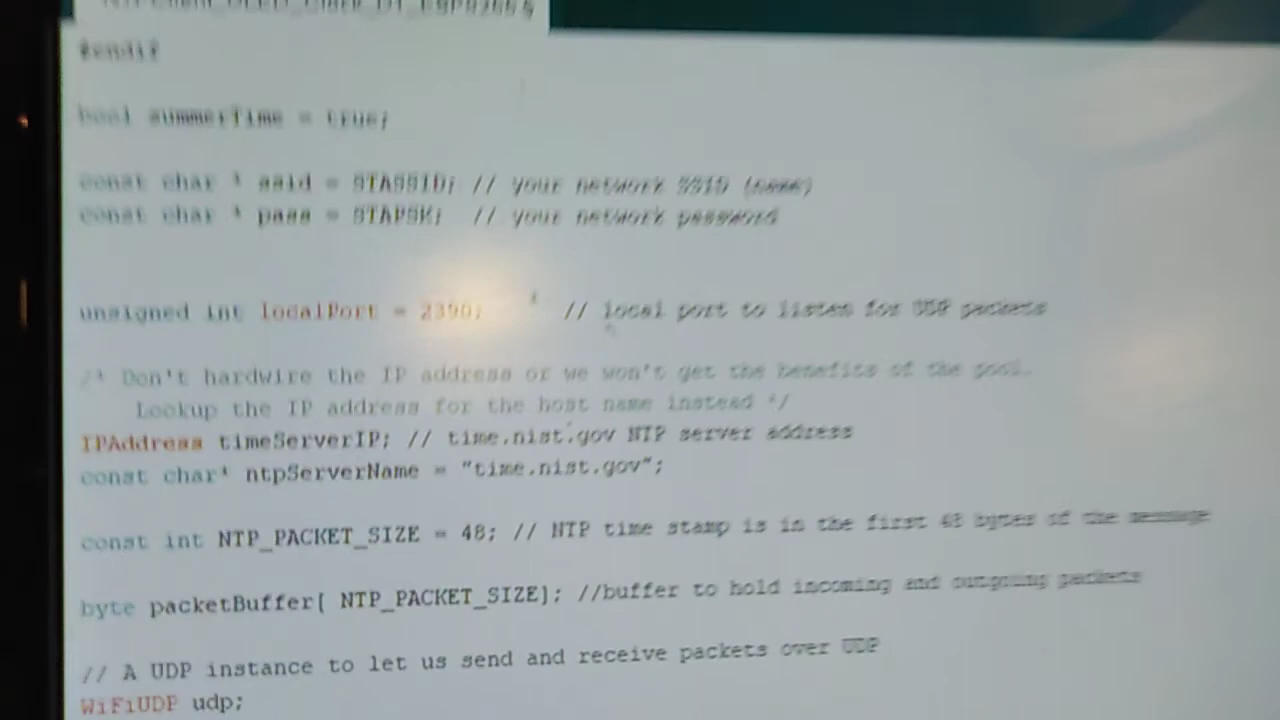 #endif
bool summerTime = true;
const char * ssid = STASSID; // your network SSID (name)
const char * pass = STAPSK; // your network password
unsigned int localPort = 2390; // local port to listen for UDP packets
/* Don't hardwire the IP address or we won't get the benefits of the pool.
Lookup the IP address for the host name instead */
IPAddress timeServerIP; // time.nist.gov NTP server address
const char* ntpServerName = "time.nist.gov";
const int NTP_PACKET_SIZE = 48; // NTP time stamp is in the first 48 bytes of the message
byte packetBuffer[ NTP_PACKET_SIZE]; //buffer to hold incoming and outgoing packets
// A UDP instance to let us send and receive packets over UDP
WiFiUDP udp;